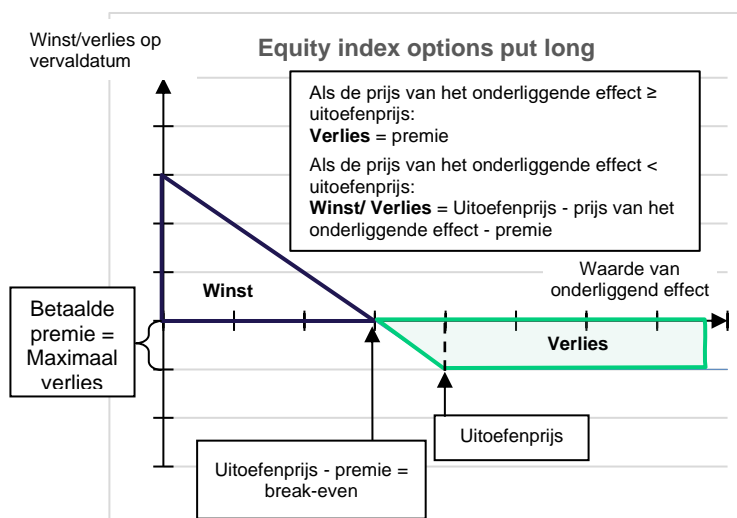 Winst/verlies op
vervaldatum
Equity index options put long
Als de prijs van het onderliggende effect ≥
uitoefenprijs:
Verlies = premie
Als de prijs van het onderliggende effect <
uitoefenprijs:
Winst/ Verlies = Uitoefenprijs - prijs van het
onderliggende effect - premie
Waarde van
onderliggend effect
Winst
Betaalde
premie =
Maximaal
verlies
Verlies
Uitoefenprijs
Uitoefenprijs - premie =
break-even